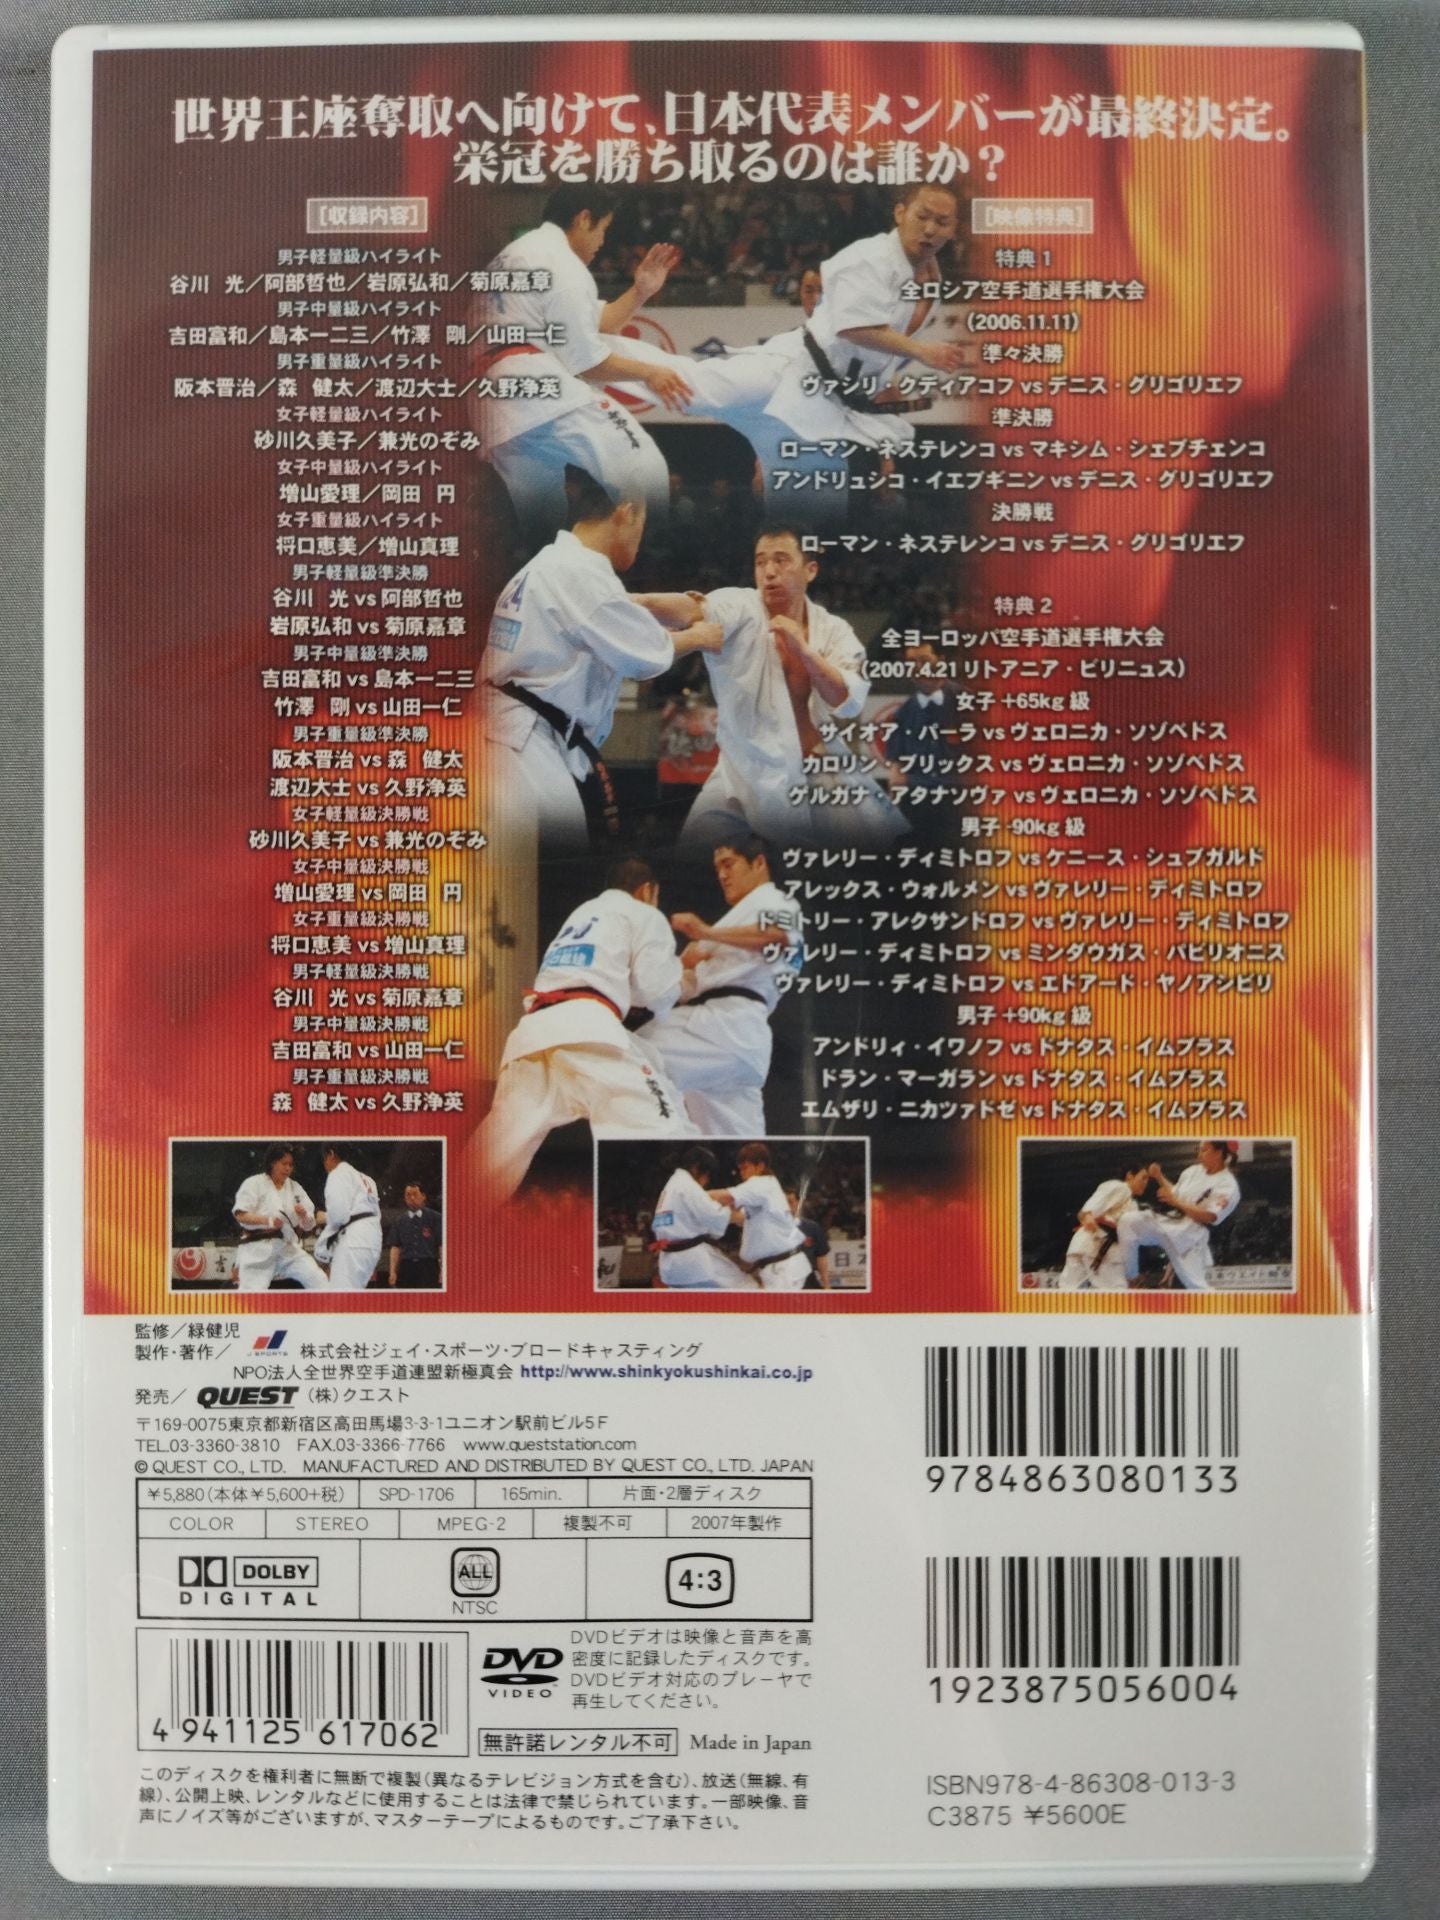 世界王座奪取へ向けて、日本代表メンバーが最終決定。
栄冠を勝ち取るのは誰か？
[収録内容]
男子軽量級ハイライト
谷川　光／阿部哲也／岩原弘和／菊原嘉章
男子中量級ハイライト
吉田富和／島本一二三／竹澤　剛／山田一仁
男子重量級ハイライト
阪本晋治／森　健太／渡辺大士／久野浄英
女子軽量級ハイライト
砂川久美子／兼光のぞみ
女子中量級ハイライト
増山愛理／岡田　円
女子重量級ハイライト
将口恵美／増山真理
男子軽量級準決勝
谷川　光 vs 阿部哲也
岩原弘和 vs 菊原嘉章
男子中量級準決勝
吉田富和 vs 島本一二三
竹澤　剛 vs 山田一仁
男子重量級準決勝
阪本晋治 vs 森　健太
渡辺大士 vs 久野浄英
女子軽量級決勝戦
砂川久美子 vs 兼光のぞみ
女子中量級決勝戦
増山愛理 vs 岡田　円
女子重量級決勝戦
将口恵美 vs 増山真理
男子軽量級決勝戦
谷川　光 vs 菊原嘉章
男子中量級決勝戦
吉田富和 vs 山田一仁
男子重量級決勝戦
森　健太 vs 久野浄英
[映像特典]
特典 1
全ロシア空手道選手権大会
(2006.11.11)
準々決勝
ヴァシリ・クディアコフ vs デニス・グリゴリエフ
準決勝
ローマン・ネステレンコ vs マキシム・シェブチェンコ
アンドリュシコ・イエブギニン vs デニス・グリゴリエフ
決勝戦
ローマン・ネステレンコ vs デニス・グリゴリエフ
特典 2
全ヨーロッパ空手道選手権大会
(2007.4.21 リトアニア・ビリニュス)
女子 +65kg 級
サイオア・パーラ vs ヴェロニカ・ソゾベドス
カロリン・ブリックス vs ヴェロニカ・ソゾベドス
ゲルガナ・アタナソヴァ vs ヴェロニカ・ソゾベドス
男子 -90kg 級
ヴァレリー・ディミトロフ vs ケニース・シュブガルド
アレックス・ウォルメン vs ヴァレリー・ディミトロフ
ドミトリー・アレクサンドロフ vs ヴァレリー・ディミトロフ
ヴァレリー・ディミトロフ vs ミンダウガス・パビリオニス
ヴァレリー・ディミトロフ vs エドアード・ヤノアシビリ
男子 +90kg 級
アンドリィ・イワノフ vs ドナタス・イムブラス
ドラン・マーガラン vs ドナタス・イムブラス
エムザリ・ニカツァドゼ vs ドナタス・イムブラス
監修／緑健児
製作・著作／ J SPORTS 株式会社ジェイ・スポーツ・ブロードキャスティング
NPO法人全世界空手道連盟新極真会 http://www.shinkyokushinkai.co.jp
発売／ QUEST (株)クエスト
〒169-0075東京都新宿区高田馬場3-3-1ユニオン駅前ビル5F
TEL.03-3360-3810　FAX.03-3366-7766　www.queststation.com
© QUEST CO., LTD.　MANUFACTURED AND DISTRIBUTED BY QUEST CO., LTD. JAPAN
¥5,880(本体¥5,600+税)　SPD-1706　165min.　片面・2層ディスク
COLOR　STEREO　MPEG-2　複製不可　2007年製作
DOLBY
DIGITAL
ALL
NTSC
4:3
4 941125 617062
DVD
VIDEO
DVDビデオは映像と音声を高
密度に記録したディスクです。
DVDビデオ対応のプレーヤで
再生してください。
無許諾レンタル不可　Made in Japan
このディスクを権利者に無断で複製(異なるテレビジョン方式を含む)、放送(無線、有
線)、公開上映、レンタルなどに使用することは法律で禁じられています。一部映像、音
声にノイズ等がございますが、マスターテープによるものです。ご了承下さい。
9784863080133
1923875056004
ISBN978-4-86308-013-3
C3875 ¥5600E